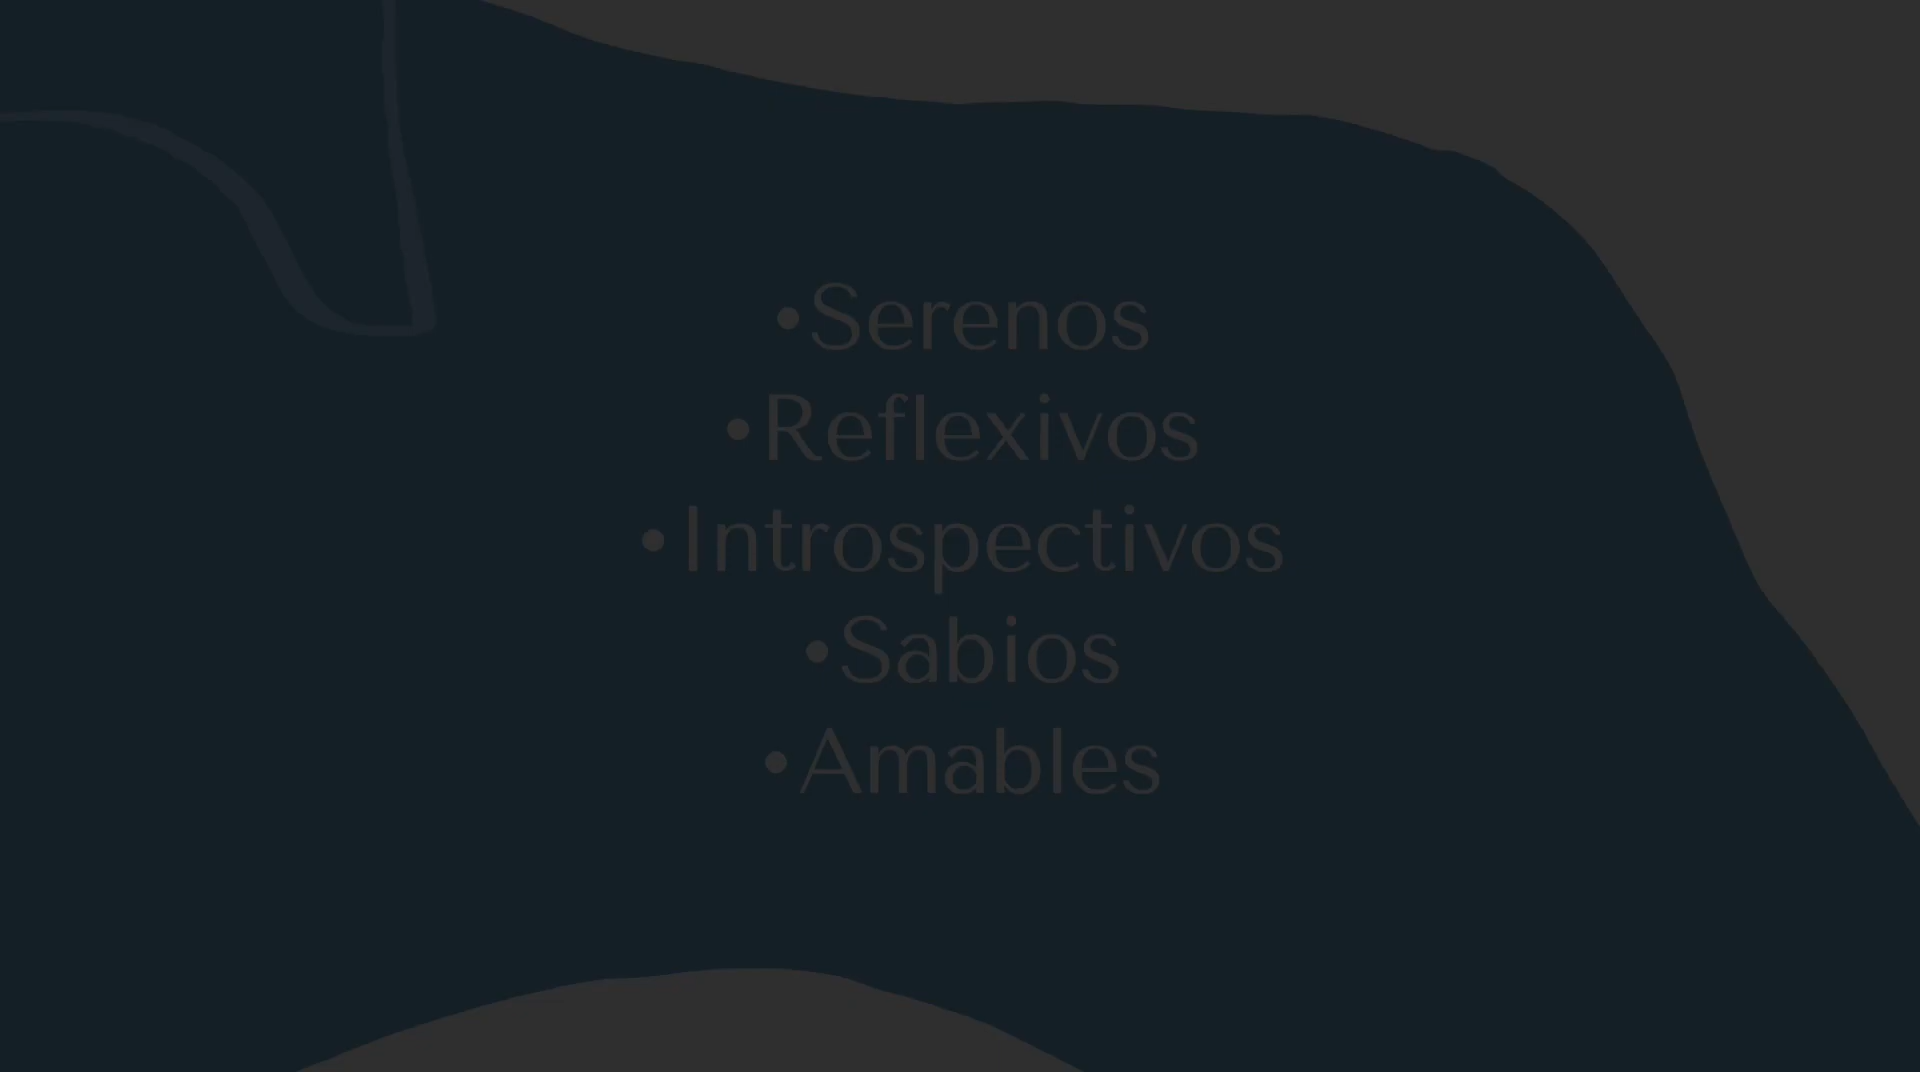 •Serenos
•Reflexivos
•Introspectivos
•Sabios
•Amables